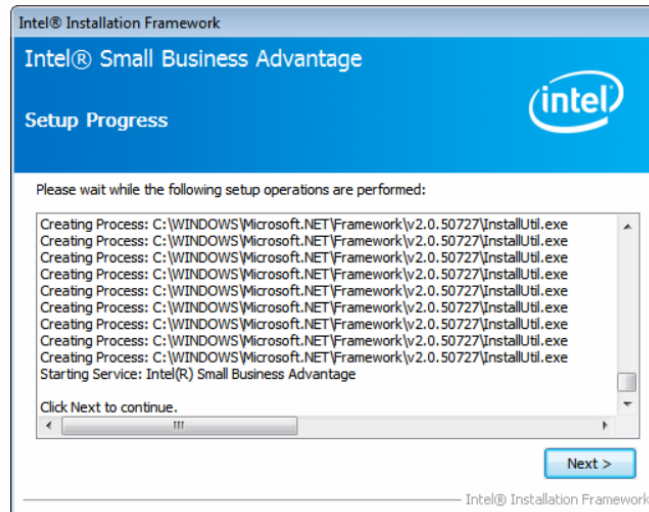 Intel® Installation Framework
Intel® Small Business Advantage
intel
Setup Progress
Please wait while the following setup operations are performed:
Creating Process: C:\WINDOWS\Microsoft.NET\Framework\v2.0.50727\InstallUtil.exe
Creating Process: C:\WINDOWS\Microsoft.NET\Framework\v2.0.50727\InstallUtil.exe
Creating Process: C:\WINDOWS\Microsoft.NET\Framework\v2.0.50727\InstallUtil.exe
Creating Process: C:\WINDOWS\Microsoft.NET\Framework\v2.0.50727\InstallUtil.exe
Creating Process: C:\WINDOWS\Microsoft.NET\Framework\v2.0.50727\InstallUtil.exe
Creating Process: C:\WINDOWS\Microsoft.NET\Framework\v2.0.50727\InstallUtil.exe
Creating Process: C:\WINDOWS\Microsoft.NET\Framework\v2.0.50727\InstallUtil.exe
Creating Process: C:\WINDOWS\Microsoft.NET\Framework\v2.0.50727\InstallUtil.exe
Creating Process: C:\WINDOWS\Microsoft.NET\Framework\v2.0.50727\InstallUtil.exe
Starting Service: Intel(R) Small Business Advantage
Click Next to continue.
Next >
Intel® Installation Framework